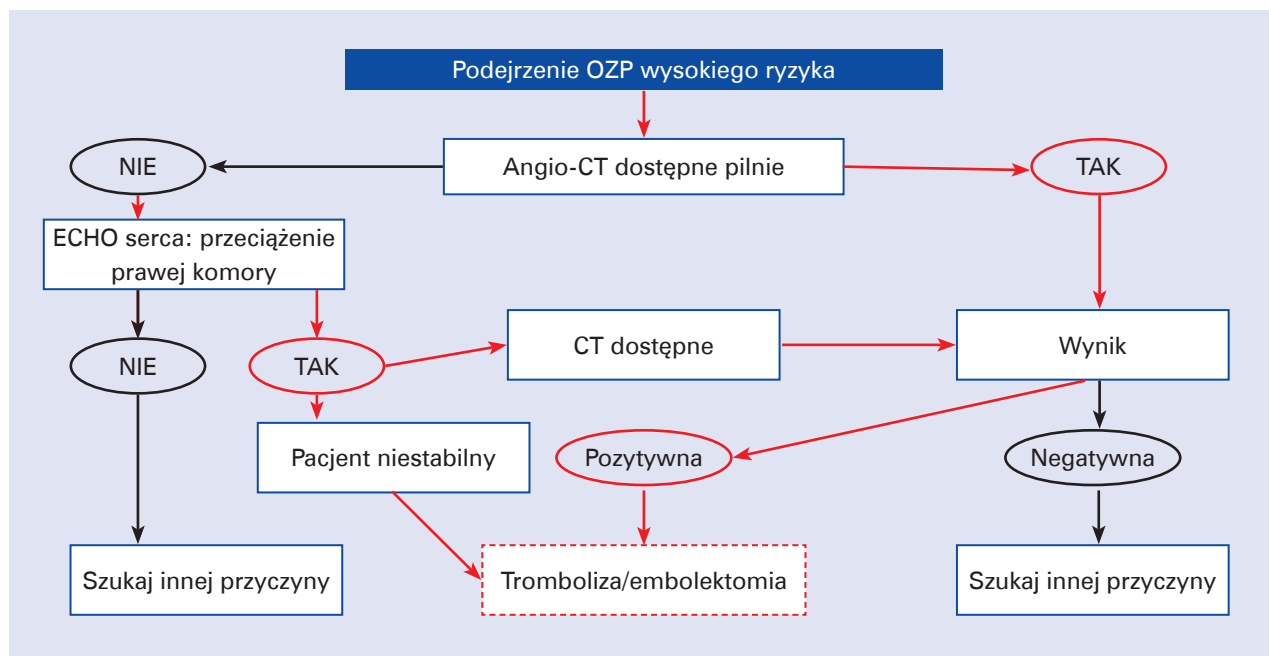 Podejrzenie OZP wysokiego ryzyka
NIE
Angio-CT dostępne pilnie
TAK
ECHO serca: przeciążenie
prawej komory
NIE
TAK
CT dostępne
Wynik
Pacjent niestabilny
Pozytywna
Negatywna
Szukaj innej przyczyny
Tromboliza/embolektomia
Szukaj innej przyczyny